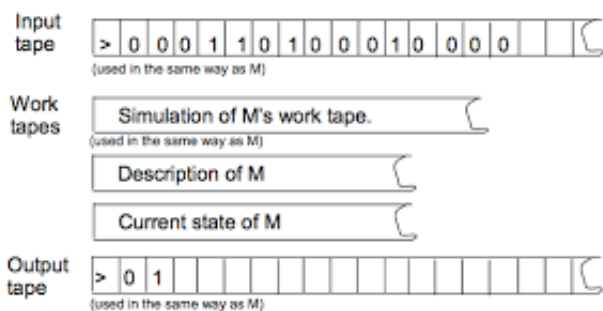 Input tape
> 0 0 0 1 1 0 1 0 0 0 1 0 0 0 0
(used in the same way as M)
Work tapes
Simulation of M's work tape.
(used in the same way as M)
Description of M
Current state of M
Output tape
> 0 1
(used in the same way as M)